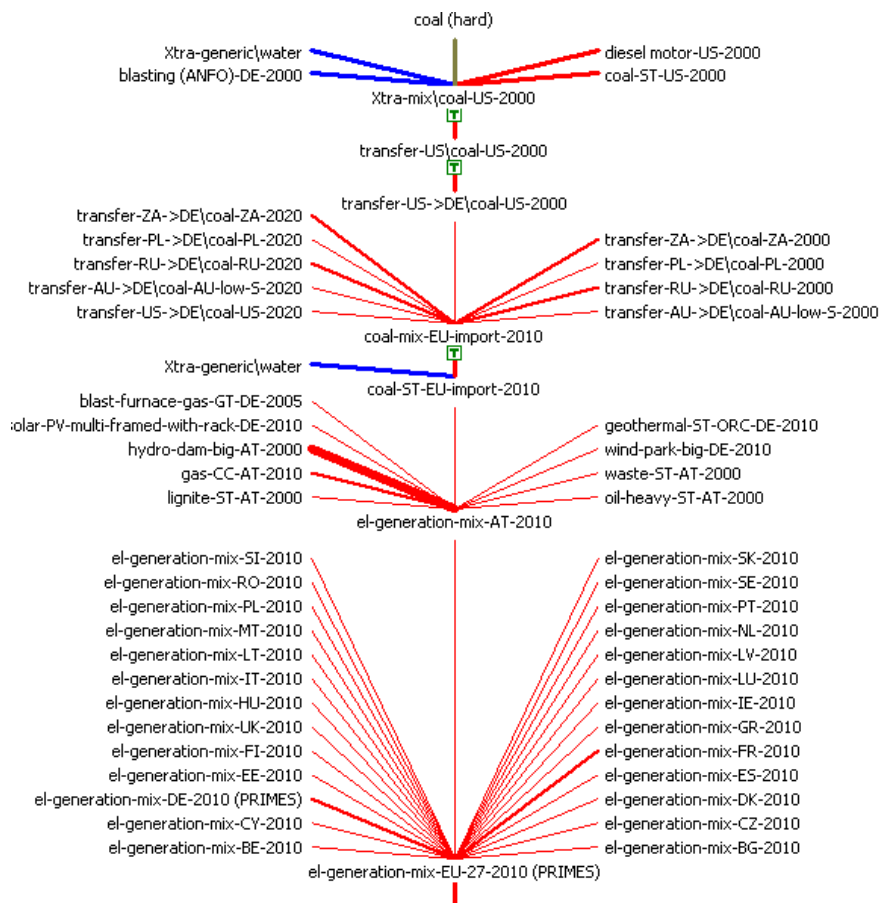 coal (hard)
Xtra-generic\water
diesel motor-US-2000
blasting (ANFO)-DE-2000
coal-ST-US-2000
Xtra-mix\coal-US-2000
T
transfer-US\coal-US-2000
T
transfer-US->DE\coal-US-2000
transfer-ZA->DE\coal-ZA-2020
transfer-PL->DE\coal-PL-2020
transfer-ZA->DE\coal-ZA-2000
transfer-RU->DE\coal-RU-2020
transfer-PL->DE\coal-PL-2000
transfer-AU->DE\coal-AU-low-S-2020
transfer-RU->DE\coal-RU-2000
transfer-US->DE\coal-US-2020
transfer-AU->DE\coal-AU-low-S-2000
coal-mix-EU-import-2010
T
Xtra-generic\water
coal-ST-EU-import-2010
blast-furnace-gas-GT-DE-2005
olar-PV-multi-framed-with-rack-DE-2010
geothermal-ST-ORC-DE-2010
hydro-dam-big-AT-2000
wind-park-big-DE-2010
gas-CC-AT-2010
waste-ST-AT-2000
lignite-ST-AT-2000
oil-heavy-ST-AT-2000
el-generation-mix-AT-2010
el-generation-mix-SI-2010
el-generation-mix-SK-2010
el-generation-mix-RO-2010
el-generation-mix-SE-2010
el-generation-mix-PL-2010
el-generation-mix-PT-2010
el-generation-mix-MT-2010
el-generation-mix-NL-2010
el-generation-mix-LT-2010
el-generation-mix-LV-2010
el-generation-mix-IT-2010
el-generation-mix-LU-2010
el-generation-mix-HU-2010
el-generation-mix-IE-2010
el-generation-mix-UK-2010
el-generation-mix-GR-2010
el-generation-mix-FI-2010
el-generation-mix-FR-2010
el-generation-mix-EE-2010
el-generation-mix-ES-2010
el-generation-mix-DE-2010 (PRIMES)
el-generation-mix-DK-2010
el-generation-mix-CY-2010
el-generation-mix-CZ-2010
el-generation-mix-BE-2010
el-generation-mix-BG-2010
el-generation-mix-EU-27-2010 (PRIMES)